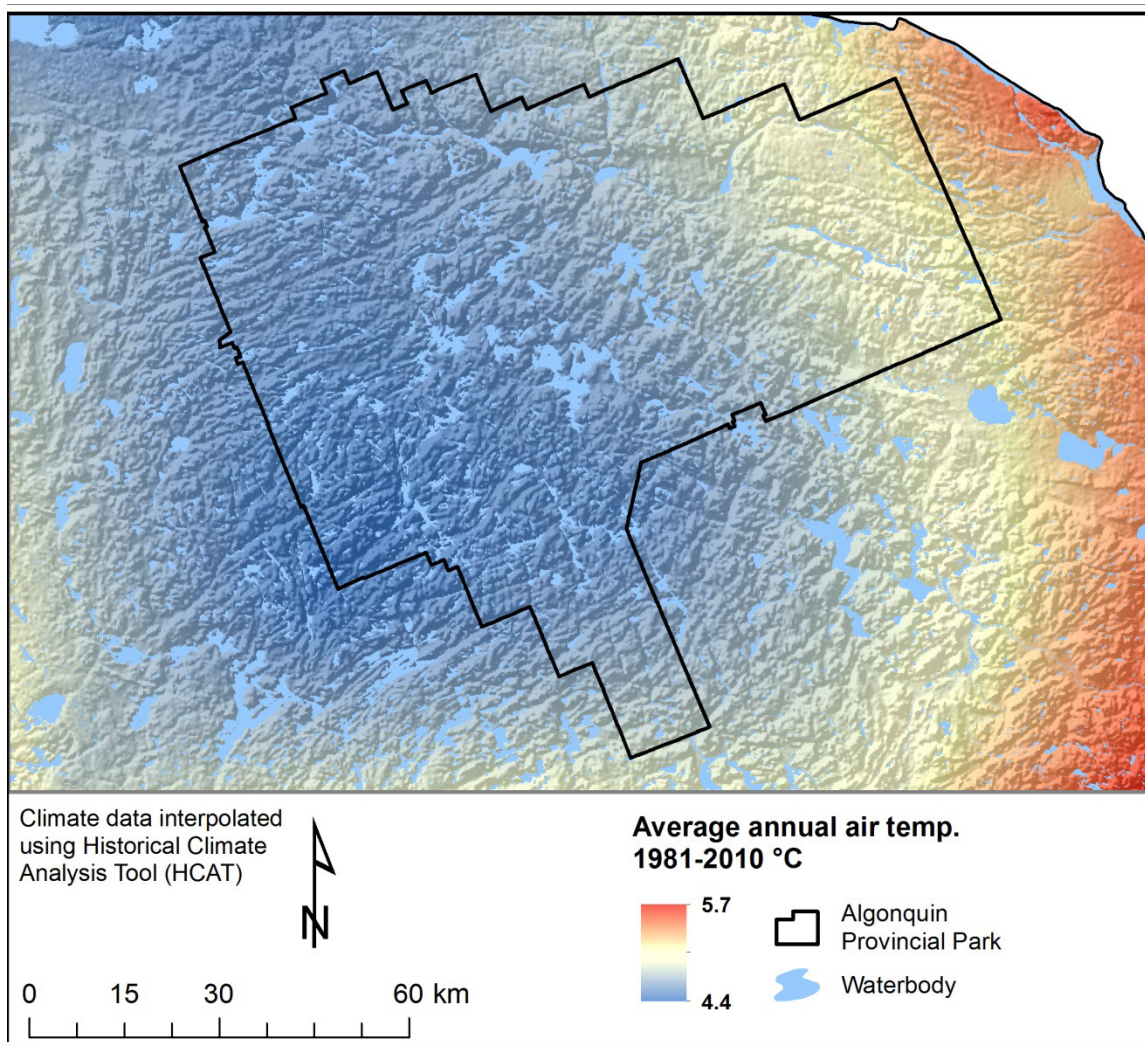 Climate data interpolated
using Historical Climate
Analysis Tool (HCAT)
N
0 15 30 60 km
Average annual air temp.
1981-2010 °C
5.7
4.4
Algonquin
Provincial Park
Waterbody